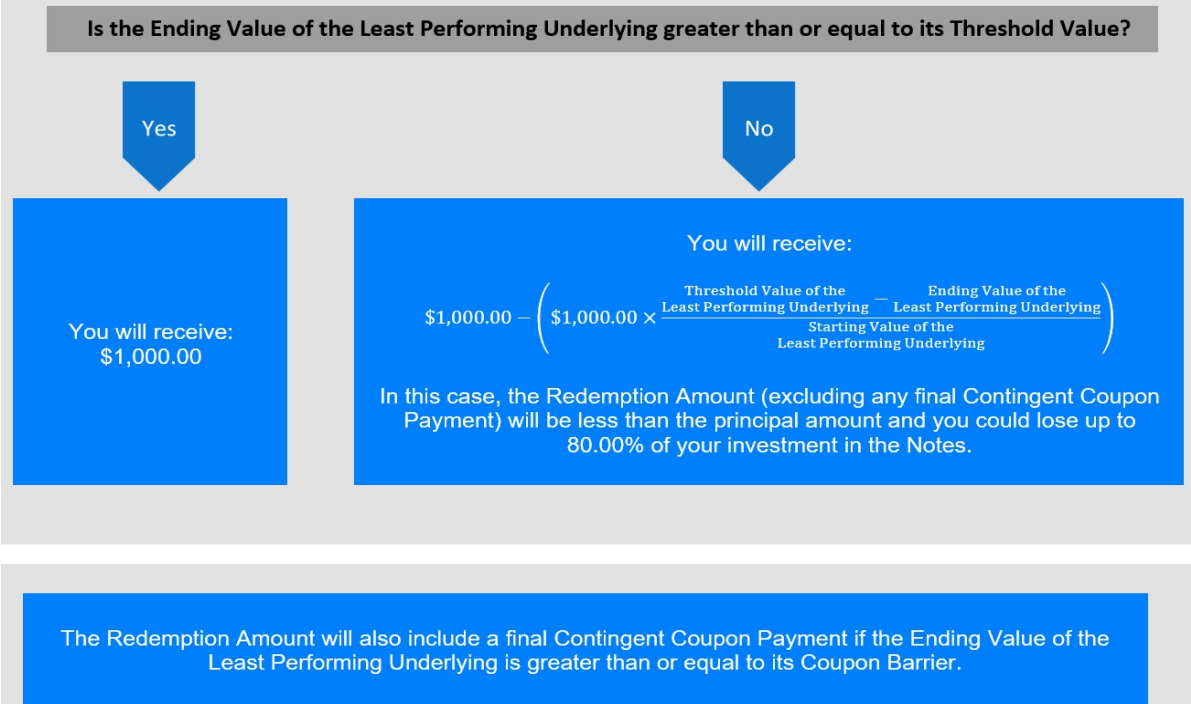 Is the Ending Value of the Least Performing Underlying greater than or equal to its Threshold Value?
Yes
No
You will receive:
$1,000.00
You will receive:
$1,000.00 − ($1,000.00 × (Threshold Value of the Least Performing Underlying − Ending Value of the Least Performing Underlying) / Starting Value of the Least Performing Underlying)
In this case, the Redemption Amount (excluding any final Contingent Coupon
Payment) will be less than the principal amount and you could lose up to
80.00% of your investment in the Notes.
The Redemption Amount will also include a final Contingent Coupon Payment if the Ending Value of the
Least Performing Underlying is greater than or equal to its Coupon Barrier.